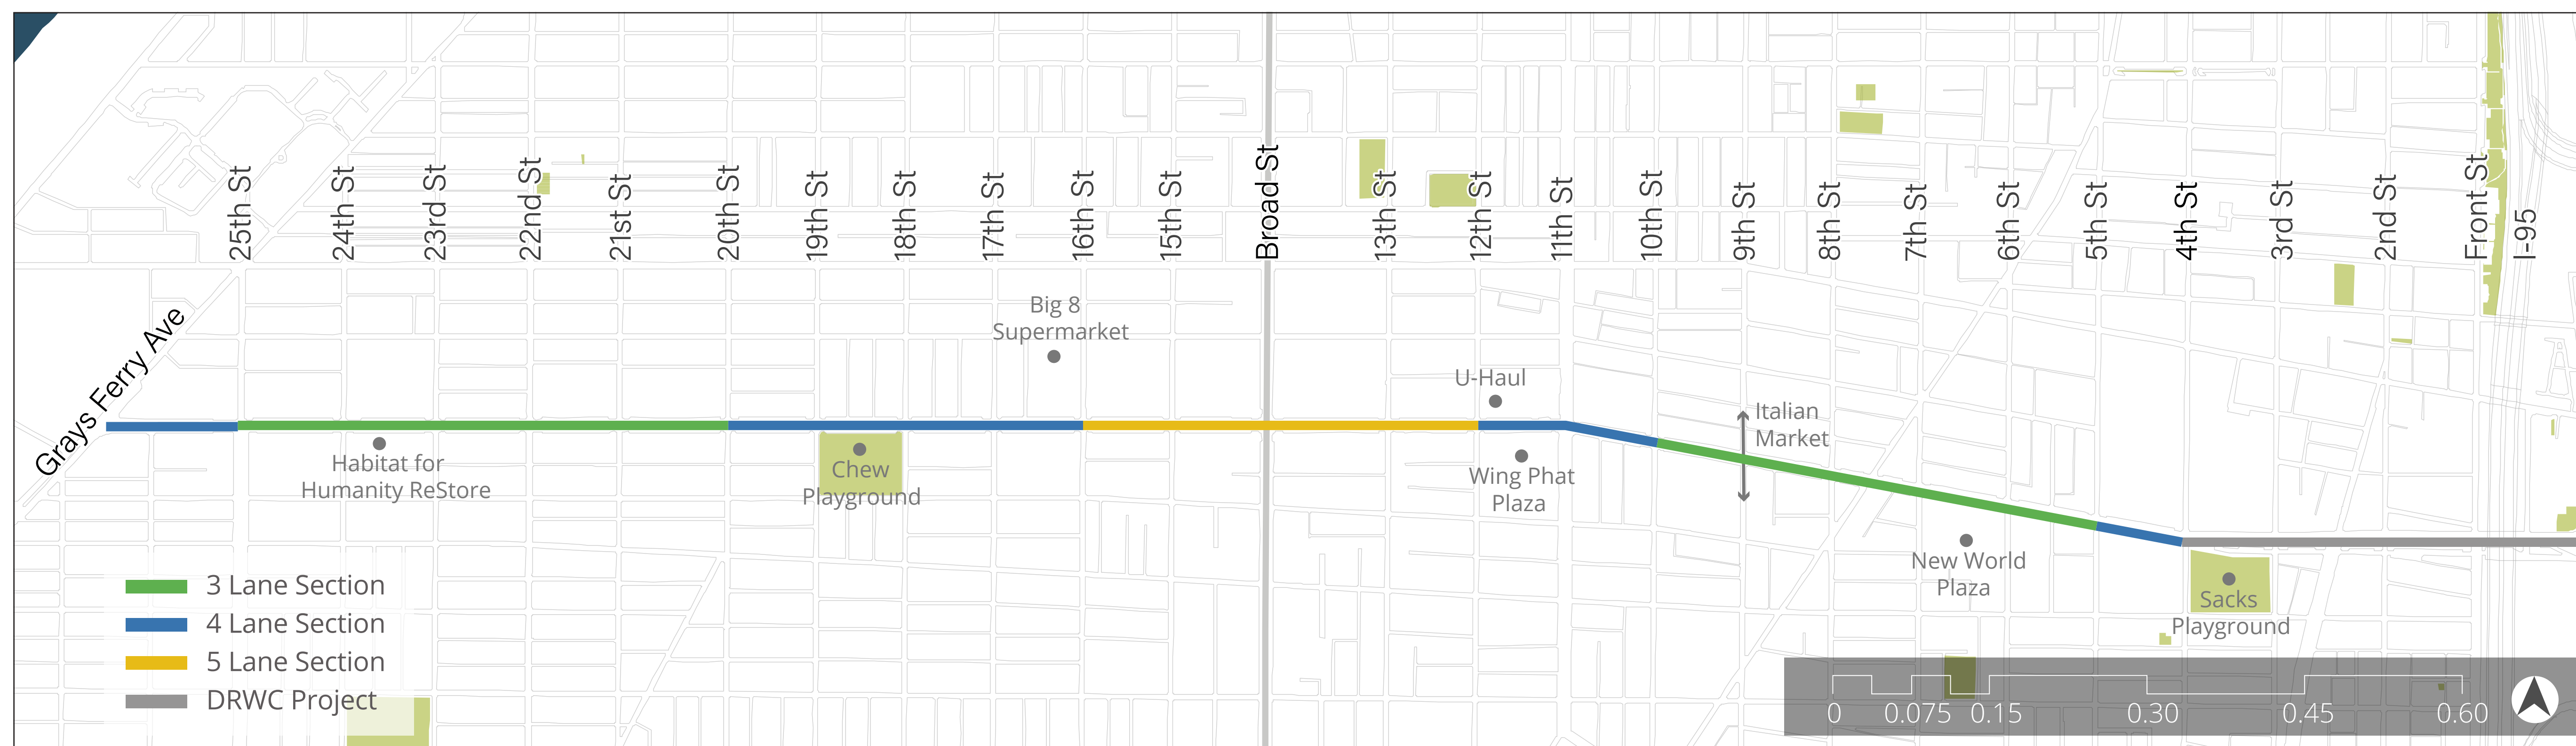 25th St
24th St
23rd St
22nd St
21st St
20th St
19th St
18th St
17th St
16th St
15th St
Broad St
13th St
12th St
11th St
10th St
9th St
8th St
7th St
6th St
5th St
4th St
3rd St
2nd St
Front St
I-95
Grays Ferry Ave
Big 8
Supermarket
U-Haul
Italian
Market
Habitat for
Humanity ReStore
Chew
Playground
Wing Phat
Plaza
New World
Plaza
Sacks
Playground
3 Lane Section
4 Lane Section
5 Lane Section
DRWC Project
0 0.075 0.15 0.30 0.45 0.60